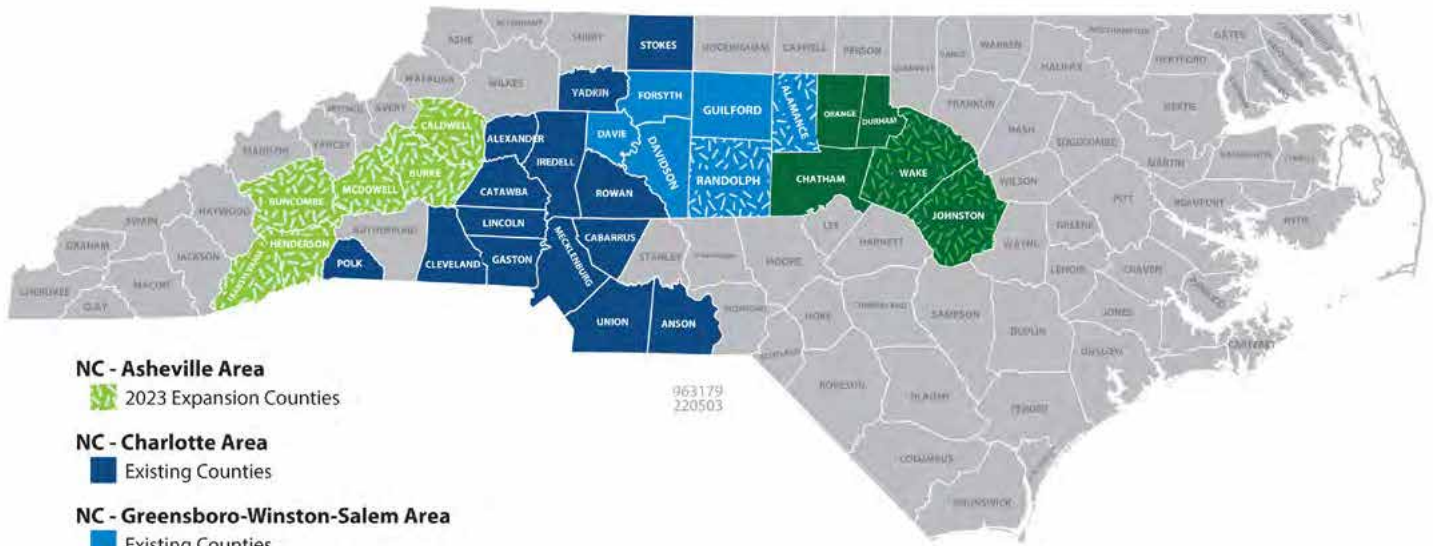 ASHE
SURRY
STOKES
ROCKINGHAM
CASWELL
PERSON
WARREN
GATES
HALIFAX
HERTFORD
WILKES
YADKIN
FORSYTH
GUILFORD
ALAMANCE
ORANGE
DURHAM
FRANKLIN
BERTIE
AVERY
CALDWELL
ALEXANDER
IREDELL
DAVIE
DAVIDSON
NASH
MADISON
YANCEY
BURKE
MCDOWELL
CATAWBA
ROWAN
RANDOLPH
CHATHAM
WAKE
WILSON
MARTIN
BUNCOMBE
HAYWOOD
SWAIN
LINCOLN
JOHNSTON
PITT
BEAUFORT
HYDE
GRAHAM
JACKSON
HENDERSON
RUTHERFORD
CABARRUS
MECKLENBURG
STANLEY
MOORE
LEE
HARNETT
WAYNE
GREENE
LENOIR
CRAVEN
POLK
CLEVELAND
GASTON
CHEROKEE
CLAY
MACON
TRANSYLVANIA
UNION
ANSON
HOKE
SAMPSON
DUPLIN
JONES
CARTERET
ROBESON
BLADEN
PENDER
COLUMBUS
BRUNSWICK
963179
220503
NC - Asheville Area
2023 Expansion Counties
NC - Charlotte Area
Existing Counties
NC - Greensboro-Winston-Salem Area
Existing Counties